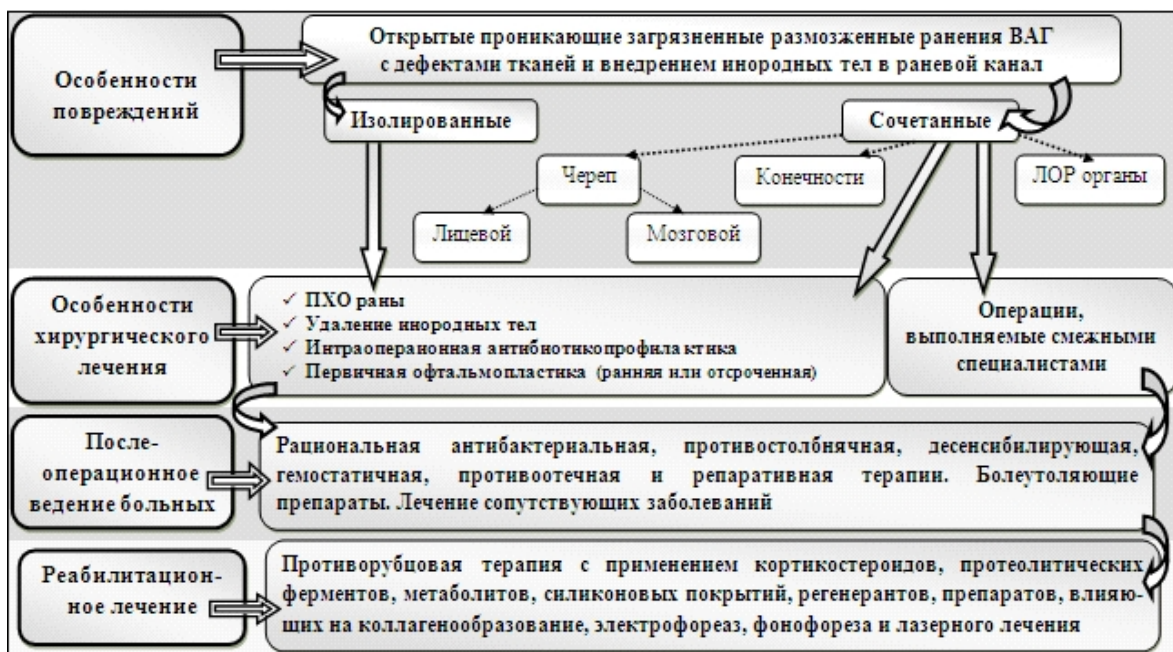 Особенности
повреждений
Открытые проникающие загрязненные размозженные ранения ВАГ
с дефектами тканей и внедрением инородных тел в раневой канал
Изолированные
Сочетанные
Череп
Конечности
ЛОР органы
Лицевой
Мозговой
Особенности
хирургического
лечения
✓ ПХО раны
✓ Удаление инородных тел
✓ Интраоперанонная антибиотикопрофилактика
✓ Первичная офтальмопластика (ранняя или отсроченная)
Операции,
выполняемые смежными
специалистами
После-
операционное
ведение больных
Рациональная антибактериальная, противостолбнячная, десенсибилирующая,
гемостатичная, противоотечная и репаративная терапии. Болеутоляющие
препараты. Лечение сопутствующих заболеваний
Реабилитацион-
ное лечение
Противорубцовая терапия с применением кортикостероидов, протеолитических
ферментов, метаболитов, силиконовых покрытий, регенерантов, препаратов, влияю-
щих на коллагенообразование, электрофореаз, фонофореза и лазерного лечения